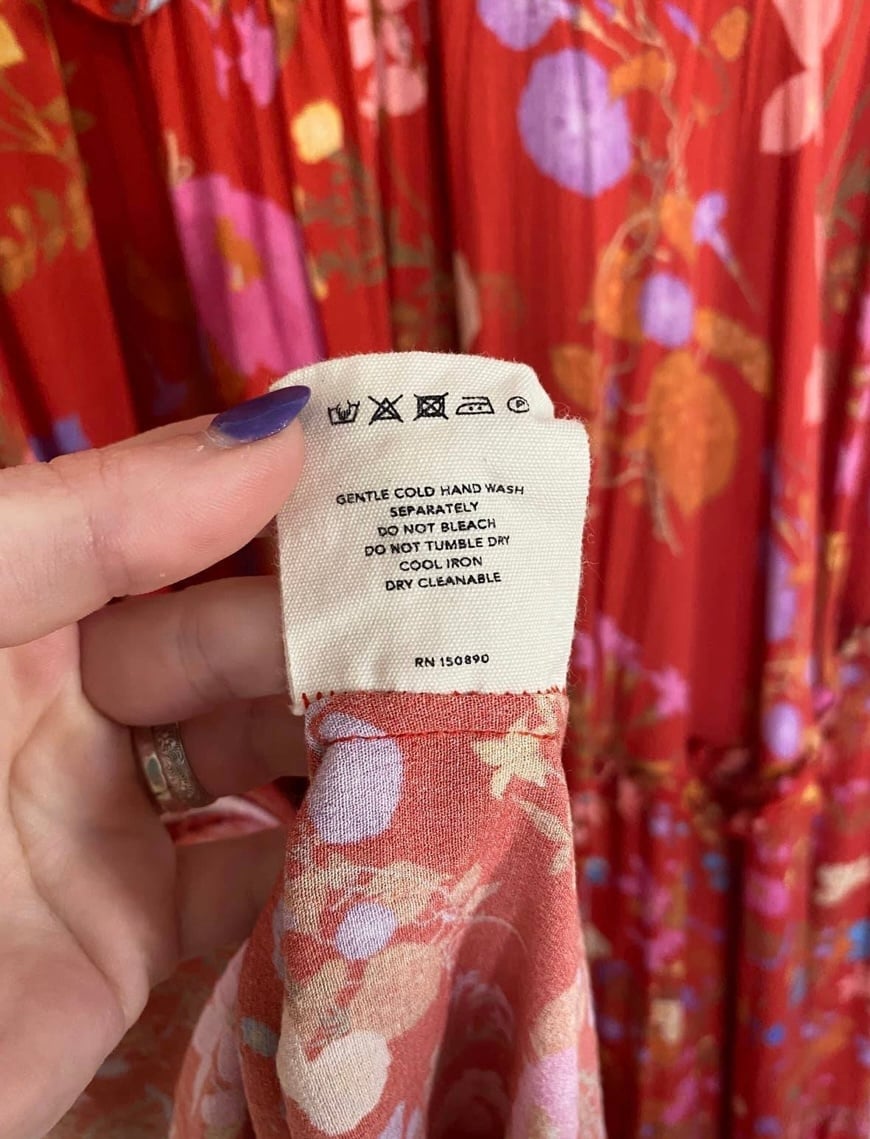 P
GENTLE COLD HAND WASH
SEPARATELY
DO NOT BLEACH
DO NOT TUMBLE DRY
COOL IRON
DRY CLEANABLE
RN 150890